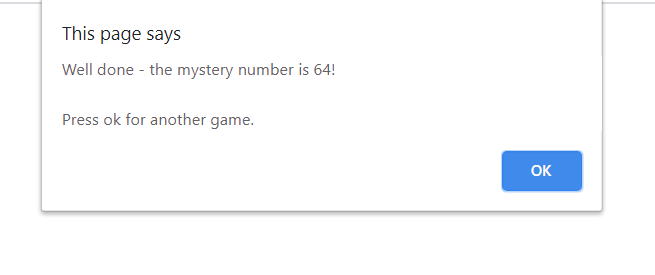 This page says
Well done - the mystery number is 64!
Press ok for another game.
OK